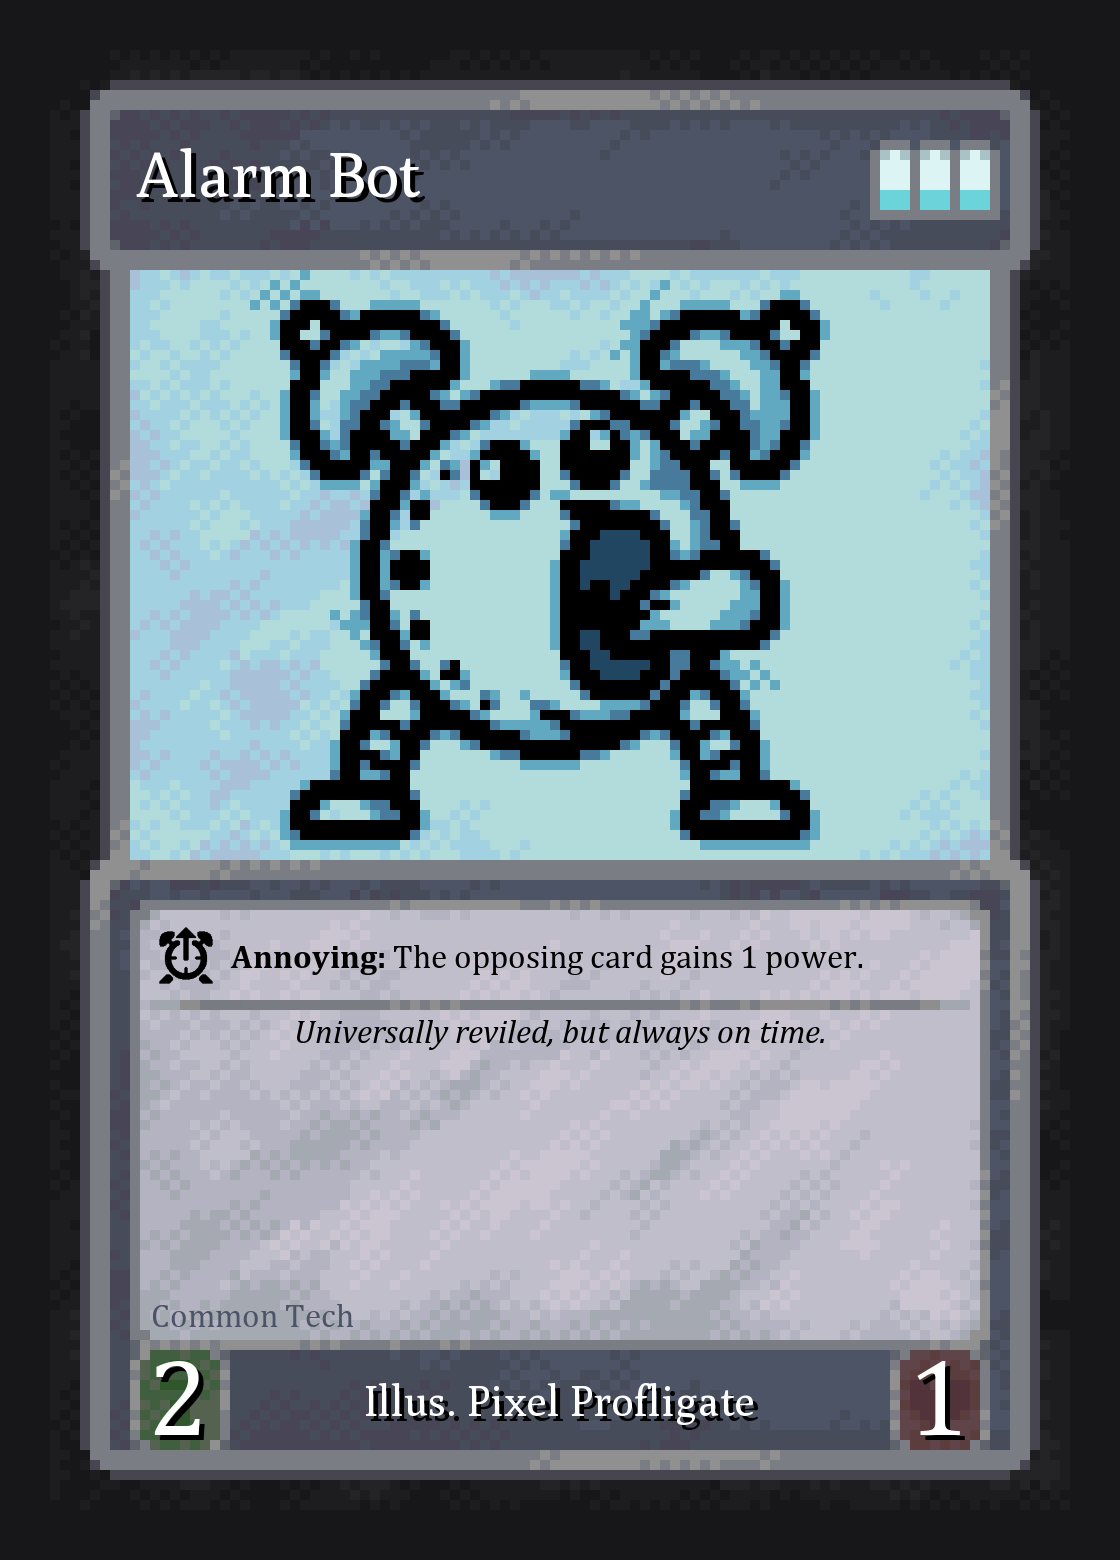 Alarm Bot
Annoying: The opposing card gains 1 power.
Universally reviled, but always on time.
Common Tech
2
Illus. Pixel Profligate
1